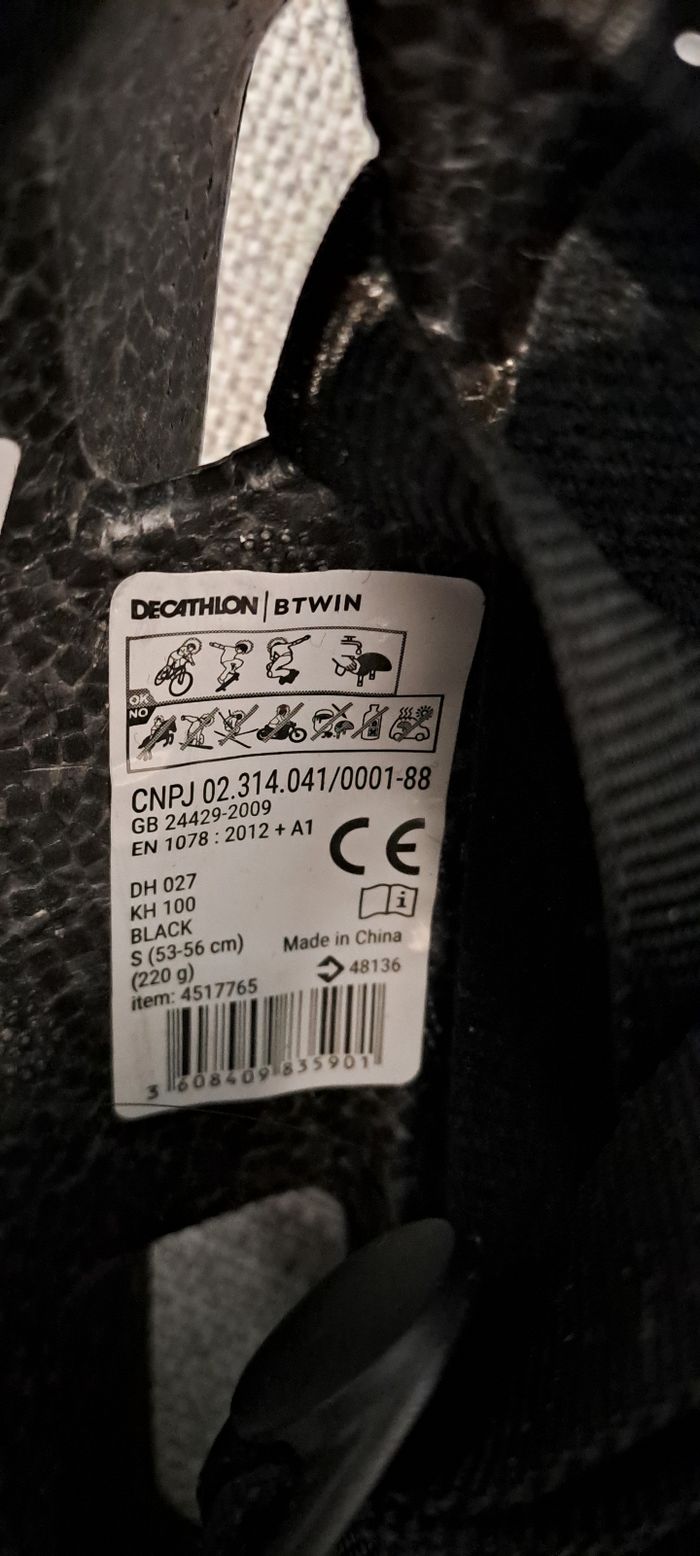 DECATHLON | BTWIN
OK
NO
CNPJ 02.314.041/0001-88
GB 24429-2009
EN 1078 : 2012 + A1
CE
DH 027
KH 100
BLACK
S (53-56 cm)
(220 g)
Made in China
48136
item: 4517765
3 608409 835901